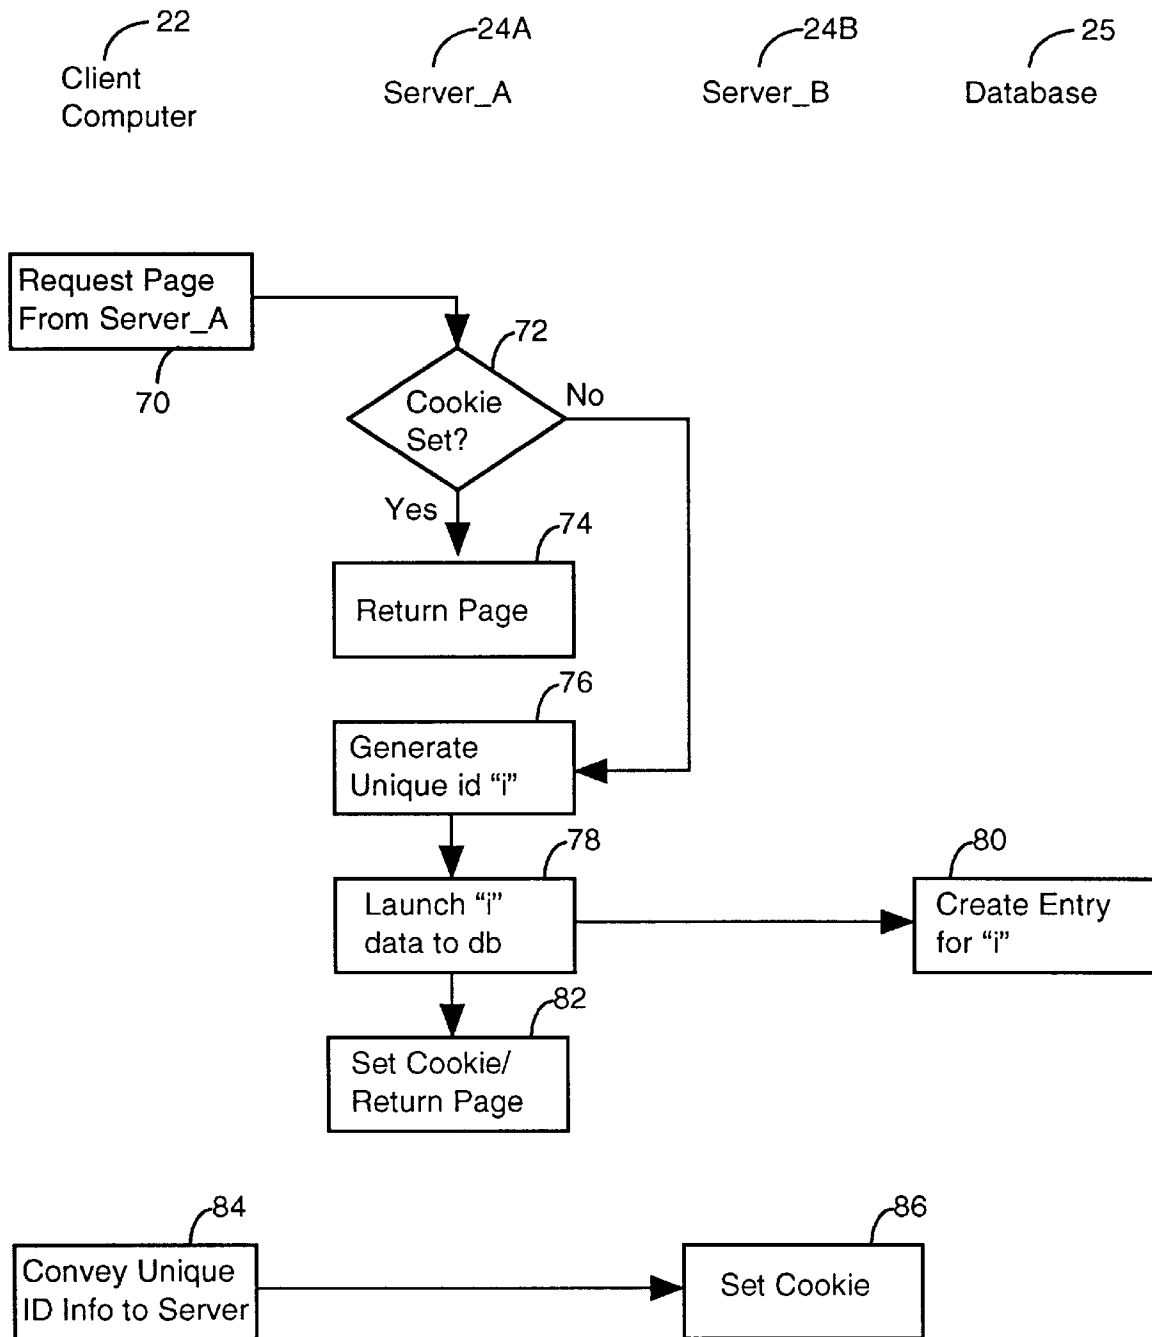 22
24A
24B
25
Client
Computer
Server_A
Server_B
Database
Request Page
From Server_A
70
72
Cookie
Set?
No
Yes
74
Return Page
76
Generate
Unique id “i”
78
Launch “i”
data to db
80
Create Entry
for “i”
82
Set Cookie/
Return Page
84
Convey Unique
ID Info to Server
86
Set Cookie